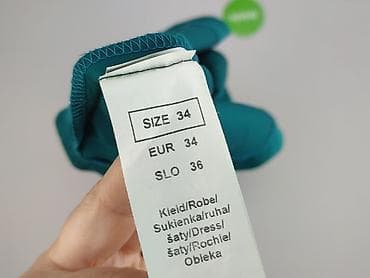 SIZE 34
EUR 34
SLO 36
Kleid/Robe/
Sukienka/ruha/
šaty/Dress/
šaty/Rochie/
Obleka